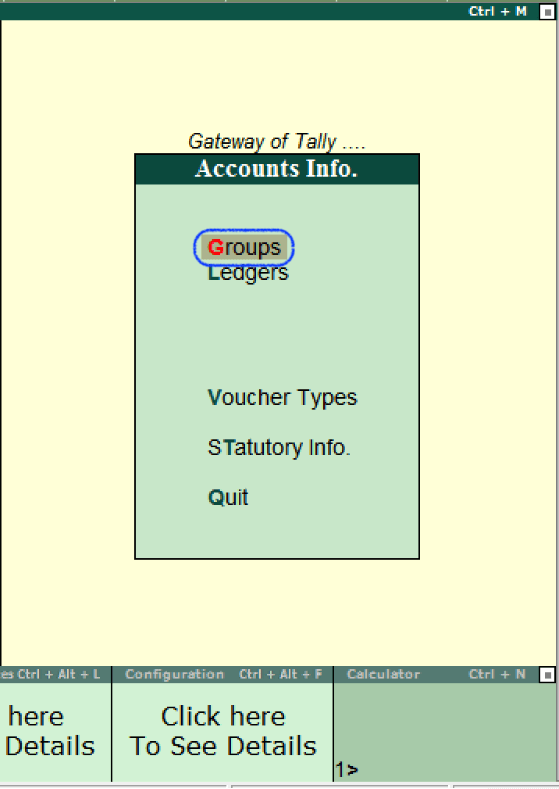 Ctrl + M
Gateway of Tally ....
Accounts Info.
Groups
Ledgers
Voucher Types
STatutory Info.
Quit
es Ctrl + Alt + L
Configuration Ctrl + Alt + F
Calculator Ctrl + N
here
Details
Click here
To See Details
1>